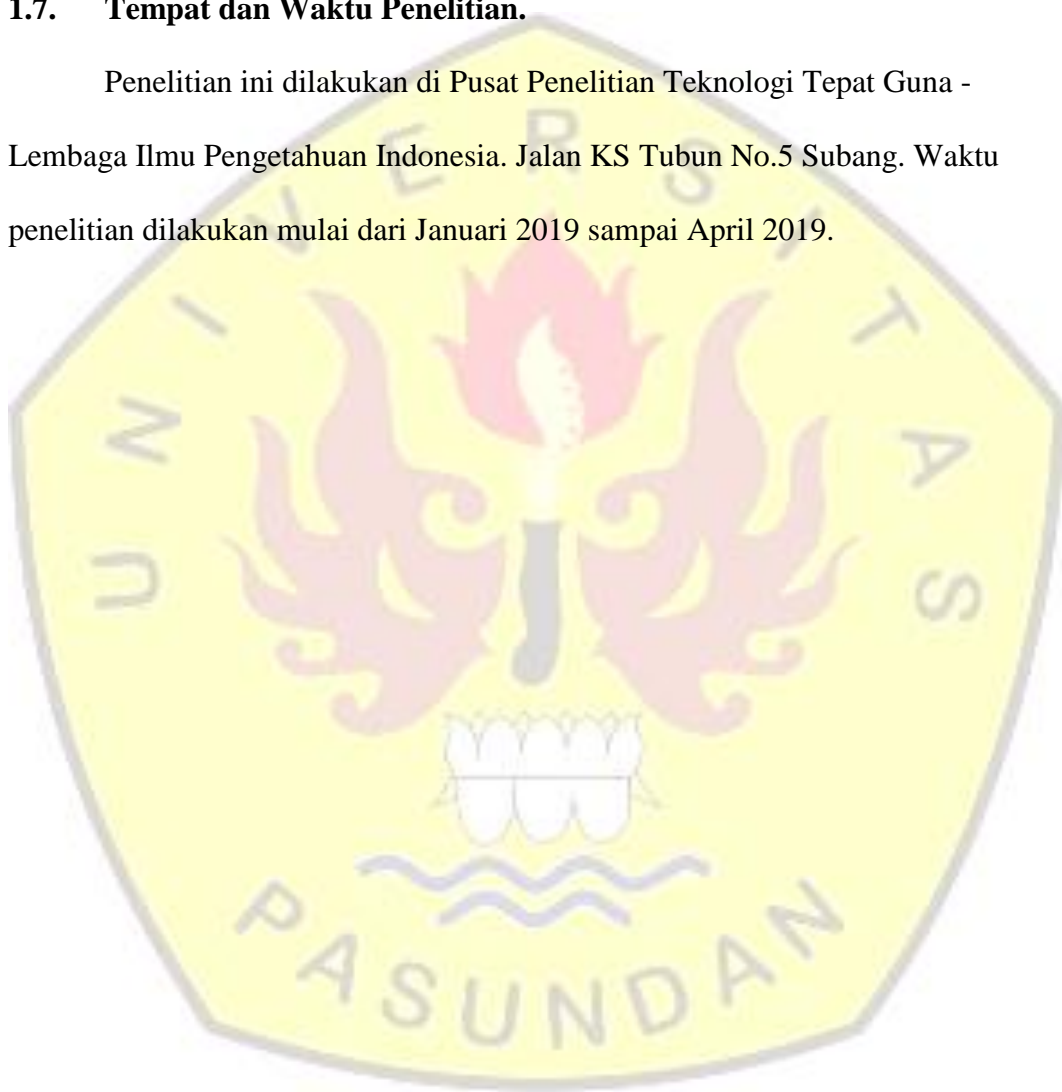 1.7. Tempat dan Waktu Penelitian.
Penelitian ini dilakukan di Pusat Penelitian Teknologi Tepat Guna -
Lembaga Ilmu Pengetahuan Indonesia. Jalan KS Tubun No.5 Subang. Waktu
penelitian dilakukan mulai dari Januari 2019 sampai April 2019.
UNIVERSITAS
PASUNDAN